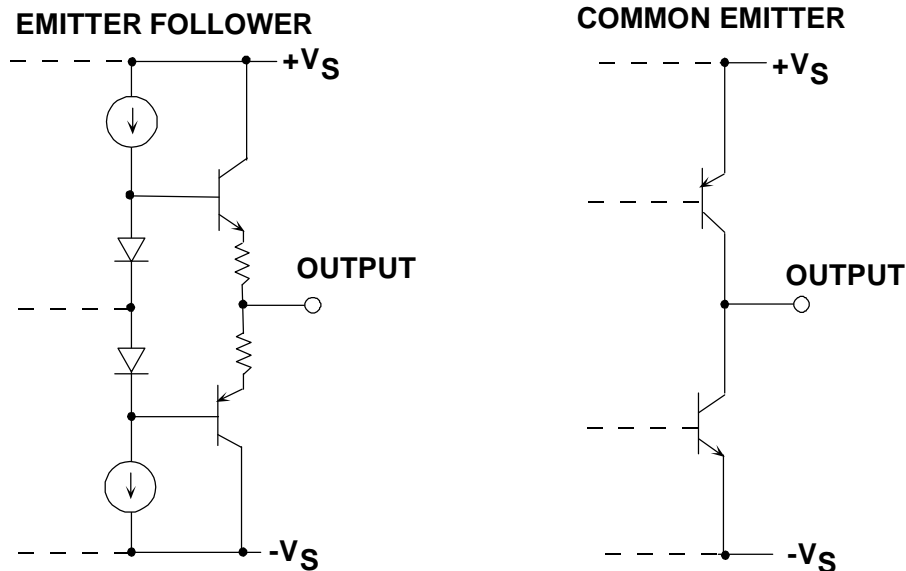 EMITTER FOLLOWER
+VS
OUTPUT
-VS
COMMON EMITTER
+VS
OUTPUT
-VS